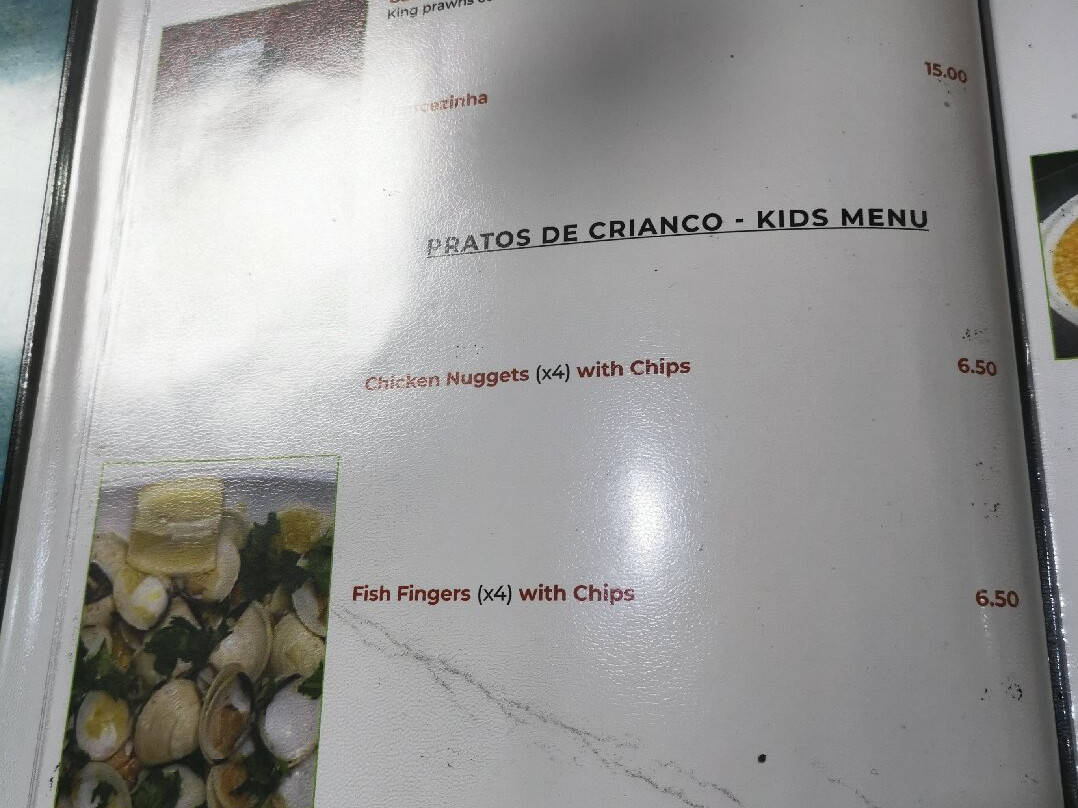 King prawns
15.00
PRATOS DE CRIANCO - KIDS MENU
Chicken Nuggets (x4) with Chips 6.50
Fish Fingers (x4) with Chips 6.50